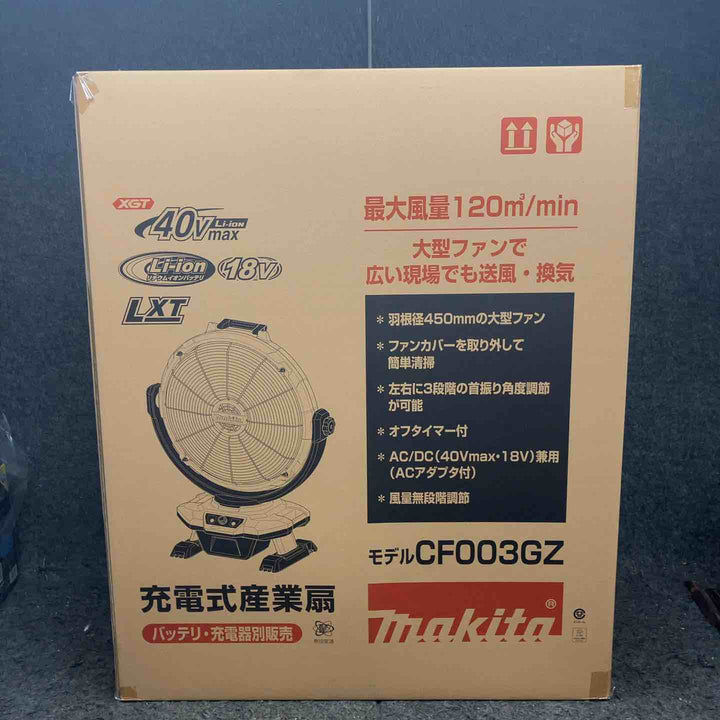 XGT
40Vmax Li-ion
Li-ion 18V
リチウムイオンバッテリ
LXT
最大風量120m³/min
大型ファンで
広い現場でも送風・換気
* 羽根径450mmの大型ファン
* ファンカバーを取り外して
簡単清掃
* 左右に3段階の首振り角度調節
が可能
* オフタイマー付
* AC/DC(40Vmax・18V)兼用
(ACアダプタ付)
* 風量無段階調節
makita
モデルCF003GZ
充電式産業扇
バッテリ・充電器別販売
makita®